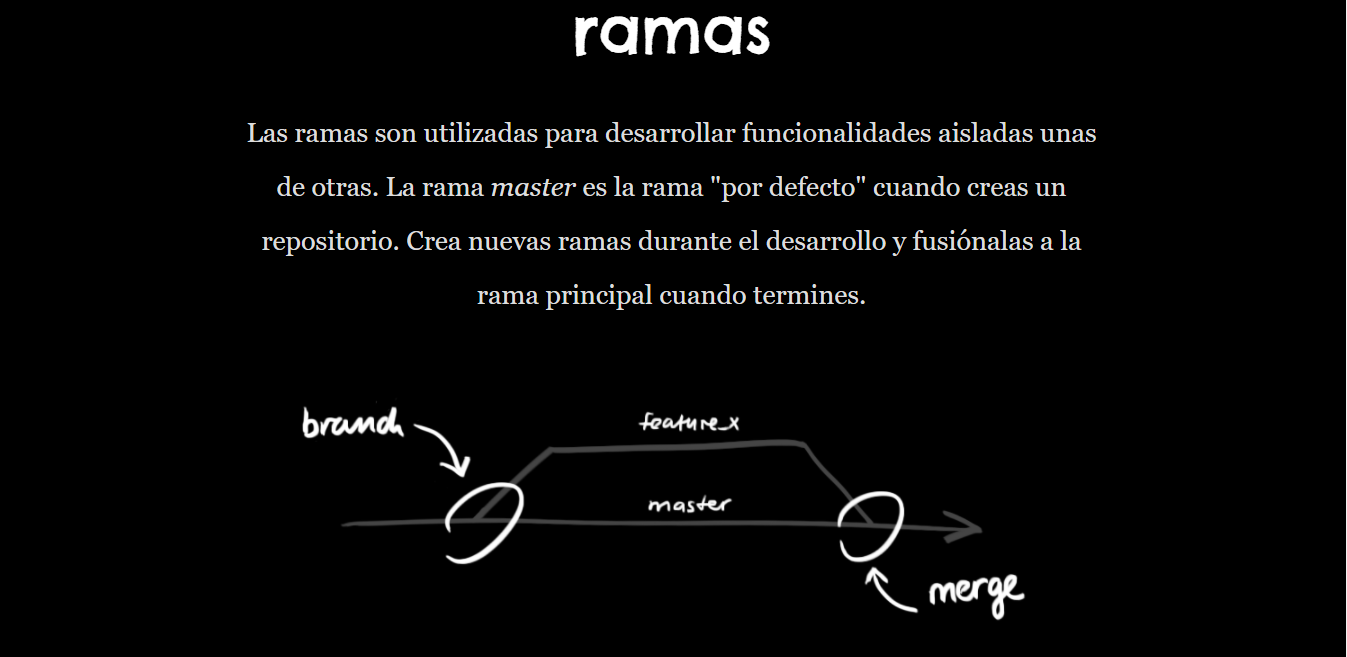 ramas
Las ramas son utilizadas para desarrollar funcionalidades aisladas unas
de otras. La rama master es la rama "por defecto" cuando creas un
repositorio. Crea nuevas ramas durante el desarrollo y fusiónalas a la
rama principal cuando termines.
branch
feature_x
master
merge